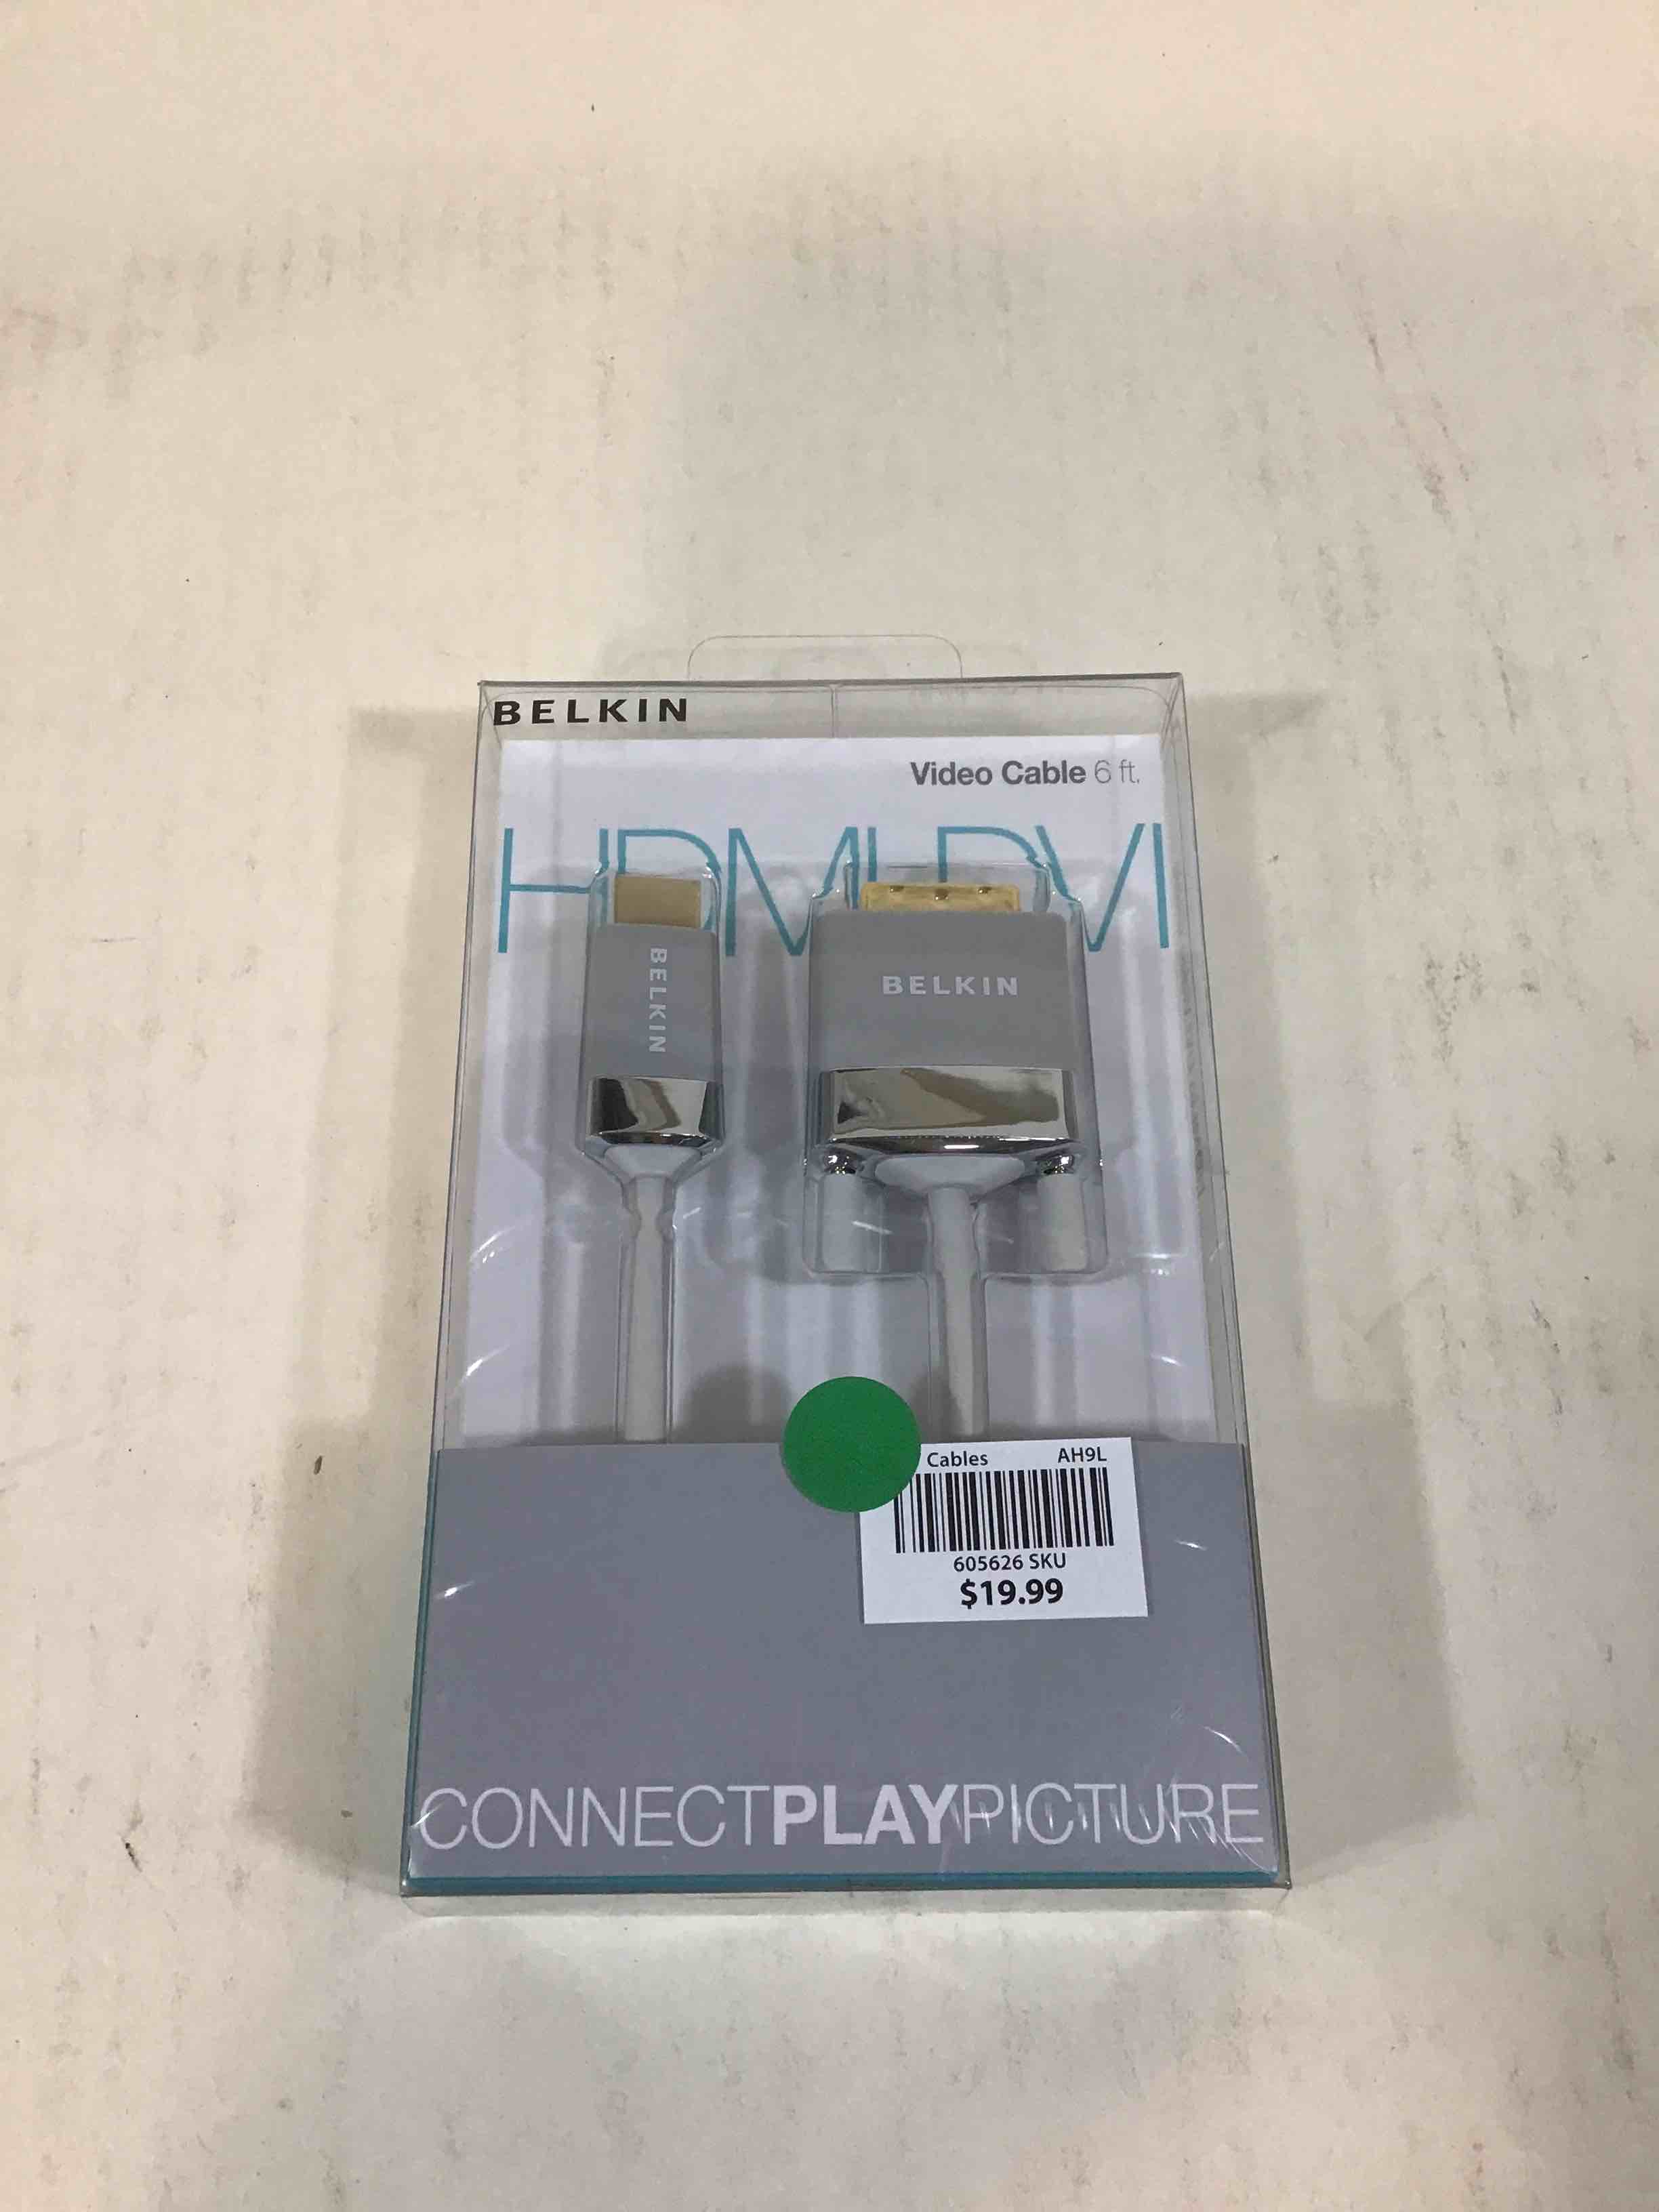 BELKIN
Video Cable 6 ft.
HDMI DVI
BELKIN
BELKIN
Cables AH9L
605626 SKU
$19.99
CONNECTPLAYPICTURE